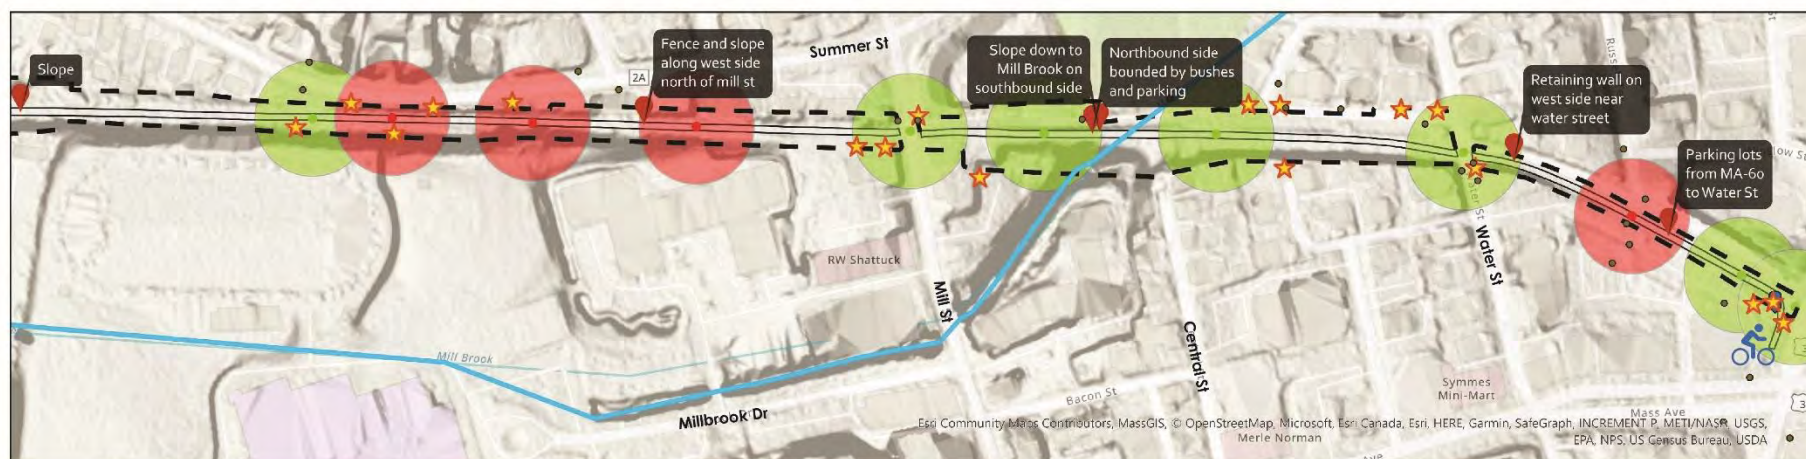 Slope
2A
Fence and slope
along west side
north of mill st
Summer St
Slope down to
Mill Brook on
southbound side
Northbound side
bounded by bushes
and parking
Retaining wall on
west side near
water street
Parking lots
from MA-60
to Water St
RW Shattuck
Mill St
Central St
Water St
Mill Brook
Millbrook Dr
Bacon St
Symmes
Mini-Mart
Mass Ave
3
3
Esri Community Maps Contributors, MassGIS, © OpenStreetMap, Microsoft, Esri Canada, Esri, HERE, Garmin, SafeGraph, INCREMENT P, METI/NASA, USGS,
EPA, NPS, US Census Bureau, USDA
Merle Norman